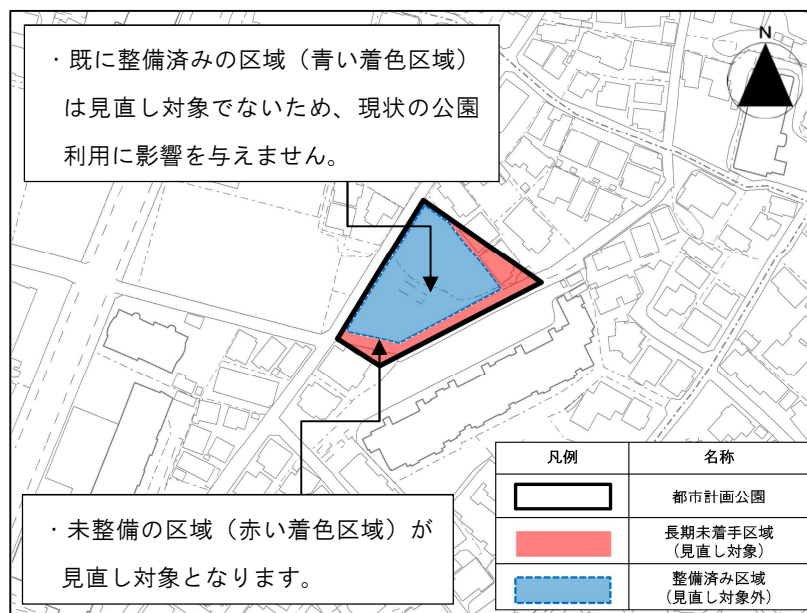 ・既に整備済みの区域（青い着色区域）
は見直し対象でないため、現状の公園
利用に影響を与えません。
N
・未整備の区域（赤い着色区域）が
見直し対象となります。
凡例 名称
都市計画公園
長期未着手区域
（見直し対象）
整備済み区域
（見直し対象外）